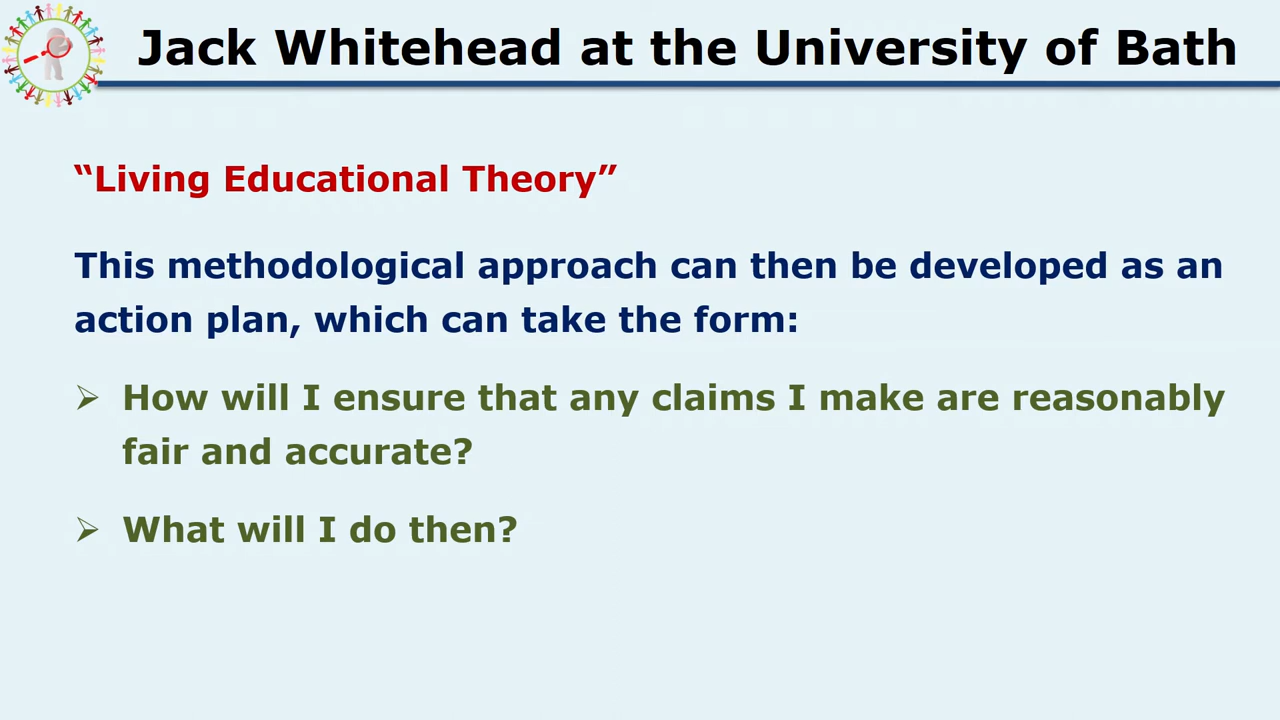 Jack Whitehead at the University of Bath
“Living Educational Theory”
This methodological approach can then be developed as an
action plan, which can take the form:
➢ How will I ensure that any claims I make are reasonably
fair and accurate?
➢ What will I do then?